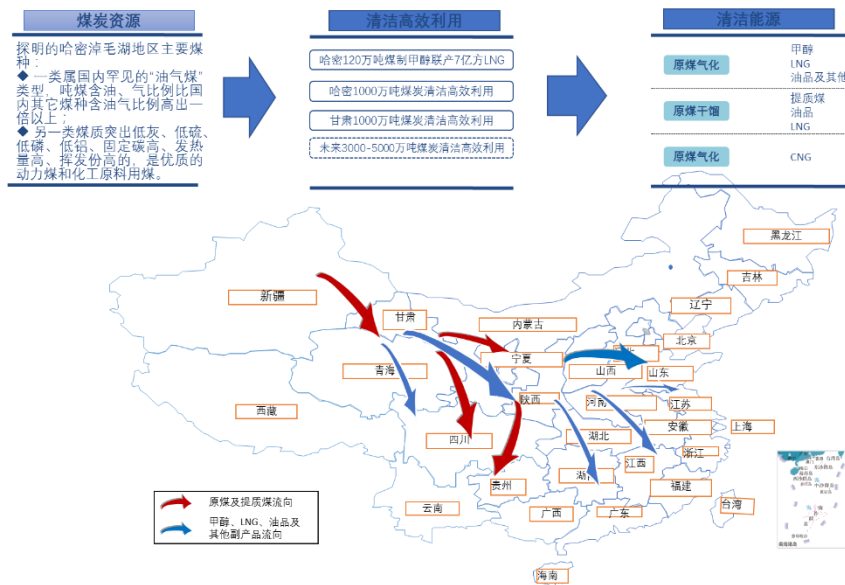 煤炭资源
探明的哈密淖毛湖地区主要煤
种：
◆ 一类属国内罕见的“油气煤”
类型，吨煤含油、气比例比国
内其它煤种含油气比例高出一
倍以上；
◆ 另一类煤质突出低灰、低硫、
低磷、低铝、固定碳高、发热
量高、挥发份高的，是优质的
动力煤和化工原料用煤。
清洁高效利用
哈密120万吨煤制甲醇联产7亿方LNG
哈密1000万吨煤炭清洁高效利用
甘肃1000万吨煤炭清洁高效利用
未来3000-5000万吨煤炭清洁高效利用
清洁能源
原煤气化
甲醇
LNG
油品及其他
原煤干馏
提质煤
油品
LNG
原煤气化
CNG
黑龙江
吉林
辽宁
新疆
甘肃
内蒙古
北京
宁夏
青海
山西
山东
陕西
河南
江苏
西藏
四川
湖北
安徽
上海
浙江
江西
贵州
福建
云南
广西
广东
台湾
海南
原煤及提质煤流向
甲醇、LNG、油品及
其他副产品流向